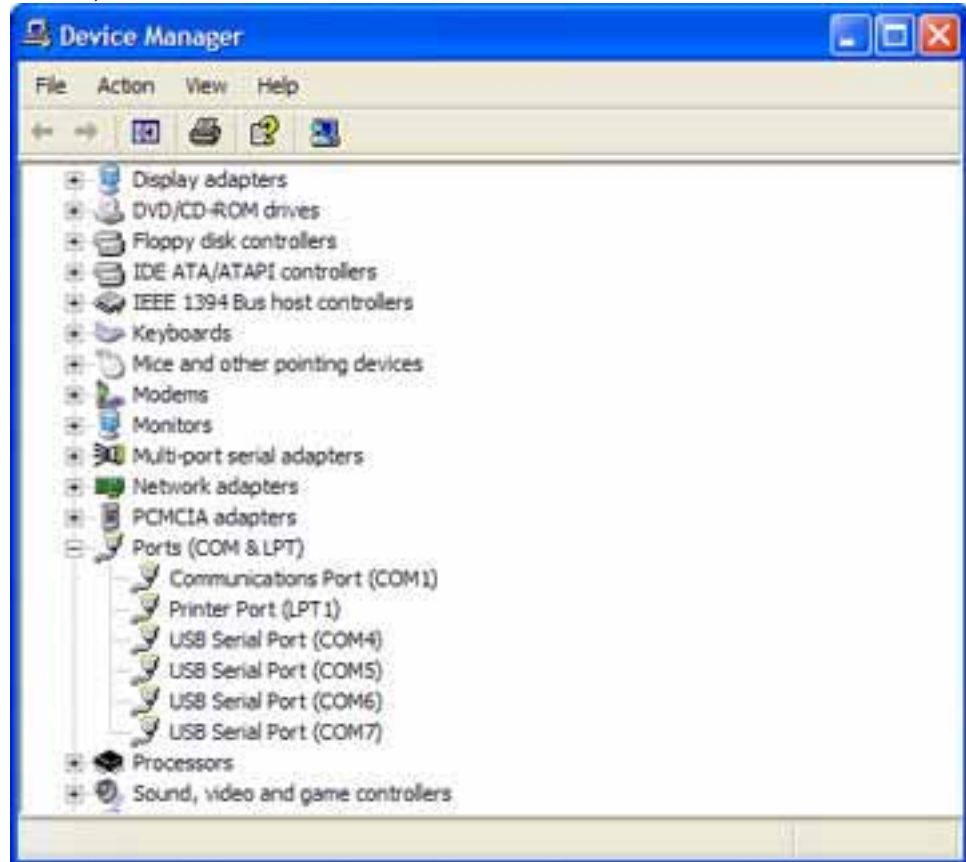 Device Manager
File Action View Help
Display adapters
DVD/CD-ROM drives
Floppy disk controllers
IDE ATA/ATAPI controllers
IEEE 1394 Bus host controllers
Keyboards
Mice and other pointing devices
Modems
Monitors
Multi-port serial adapters
Network adapters
PCMCIA adapters
Ports (COM & LPT)
Communications Port (COM1)
Printer Port (LPT1)
USB Serial Port (COM4)
USB Serial Port (COM5)
USB Serial Port (COM6)
USB Serial Port (COM7)
Processors
Sound, video and game controllers